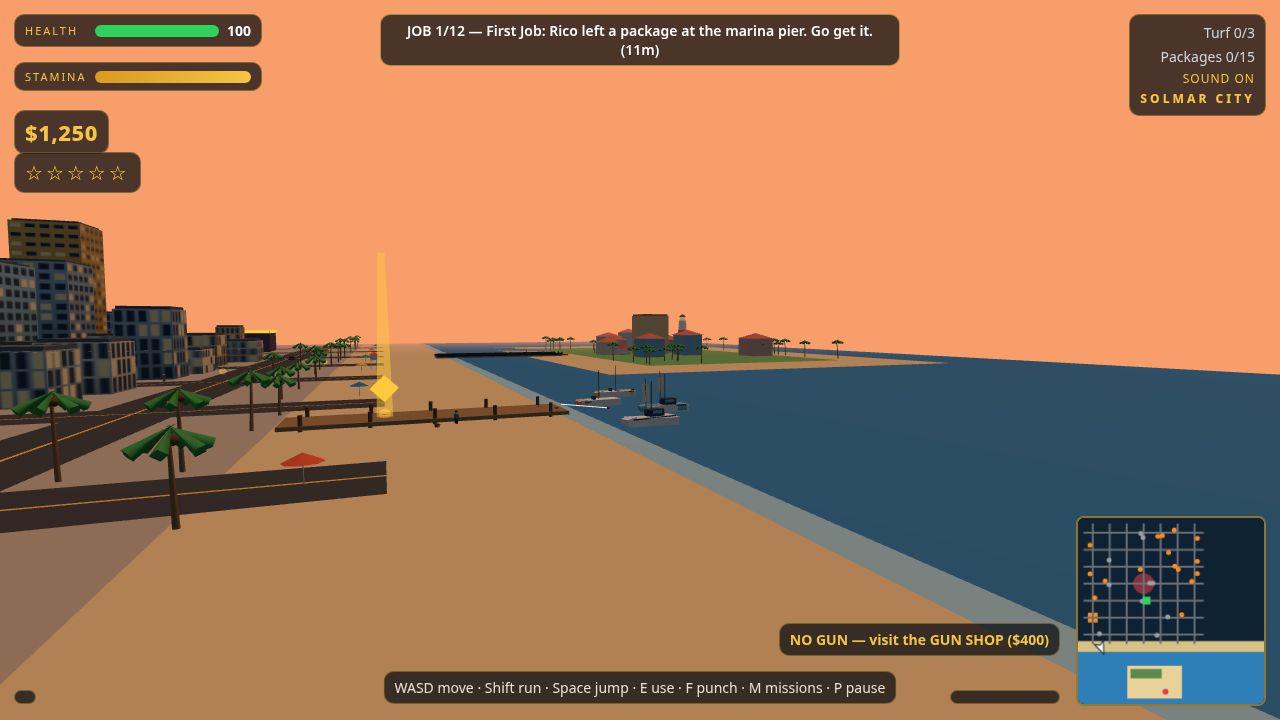 HEALTH 100
JOB 1/12 — First Job: Rico left a package at the marina pier. Go get it.
(11m)
Turf 0/3
Packages 0/15
SOUND ON
SOLMAR CITY
STAMINA
$1,250
☆☆☆☆☆
NO GUN — visit the GUN SHOP ($400)
WASD move · Shift run · Space jump · E use · F punch · M missions · P pause